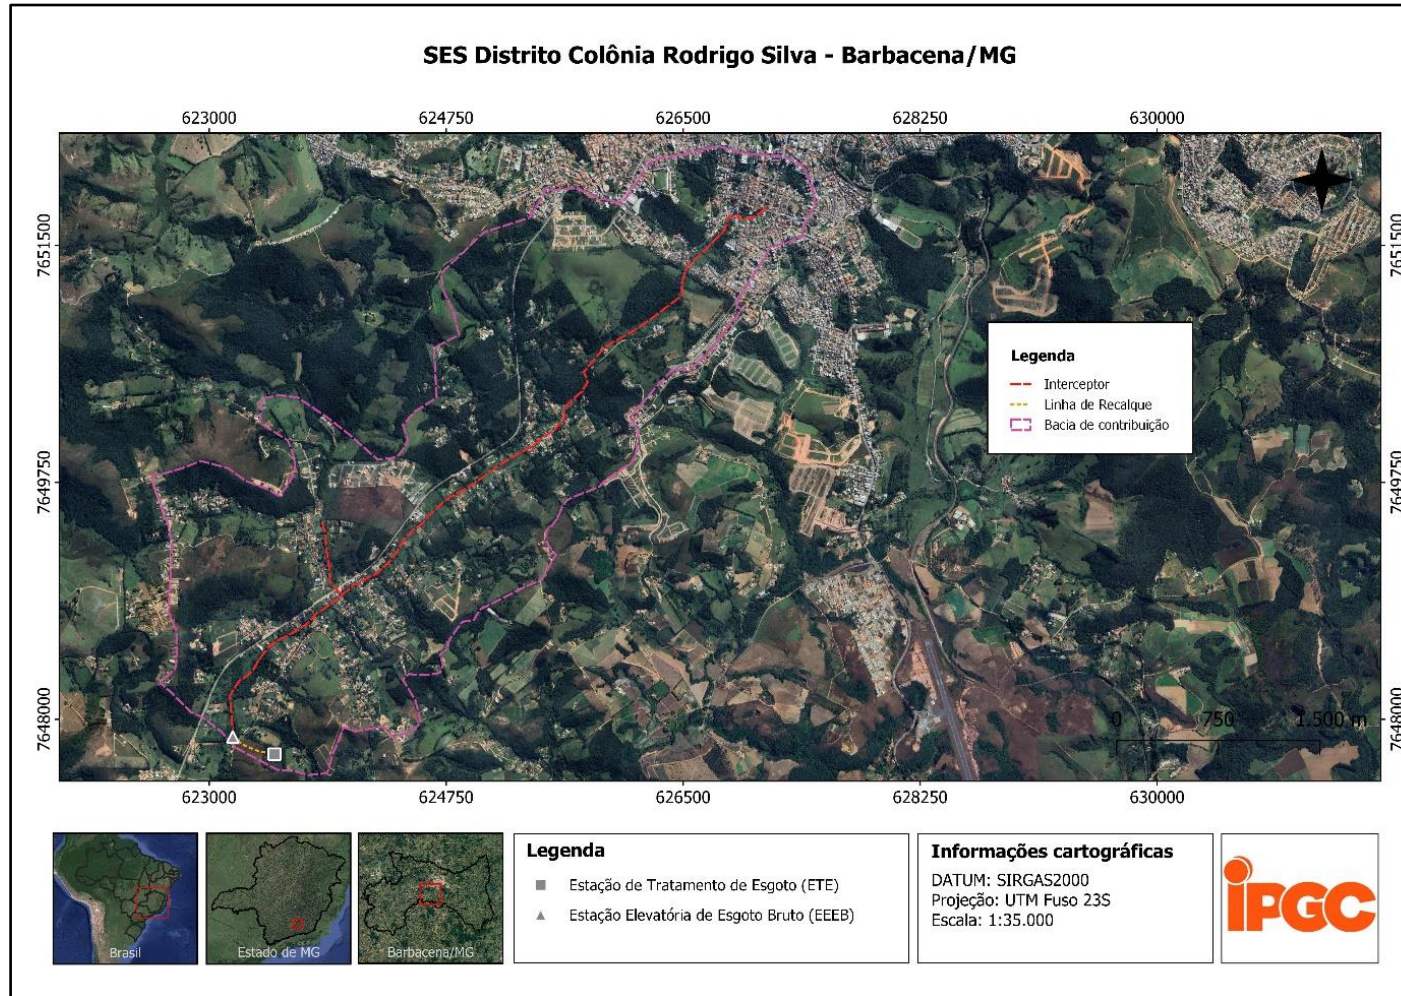 SES Distrito Colônia Rodrigo Silva - Barbacena/MG
623000 624750 626500 628250 630000
7651500 7651500
Legenda
Interceptor
Linha de Recalque
Bacia de contribuição
7649750 7649750
7648000 7648000
0 750 1.500 m
623000 624750 626500 628250 630000
Brasil
Estado de MG
Barbacena/MG
Legenda
Estação de Tratamento de Esgoto (ETE)
Estação Elevatória de Esgoto Bruto (EEEB)
Informações cartográficas
DATUM: SIRGAS2000
Projeção: UTM Fuso 23S
Escala: 1:35.000
iPGC